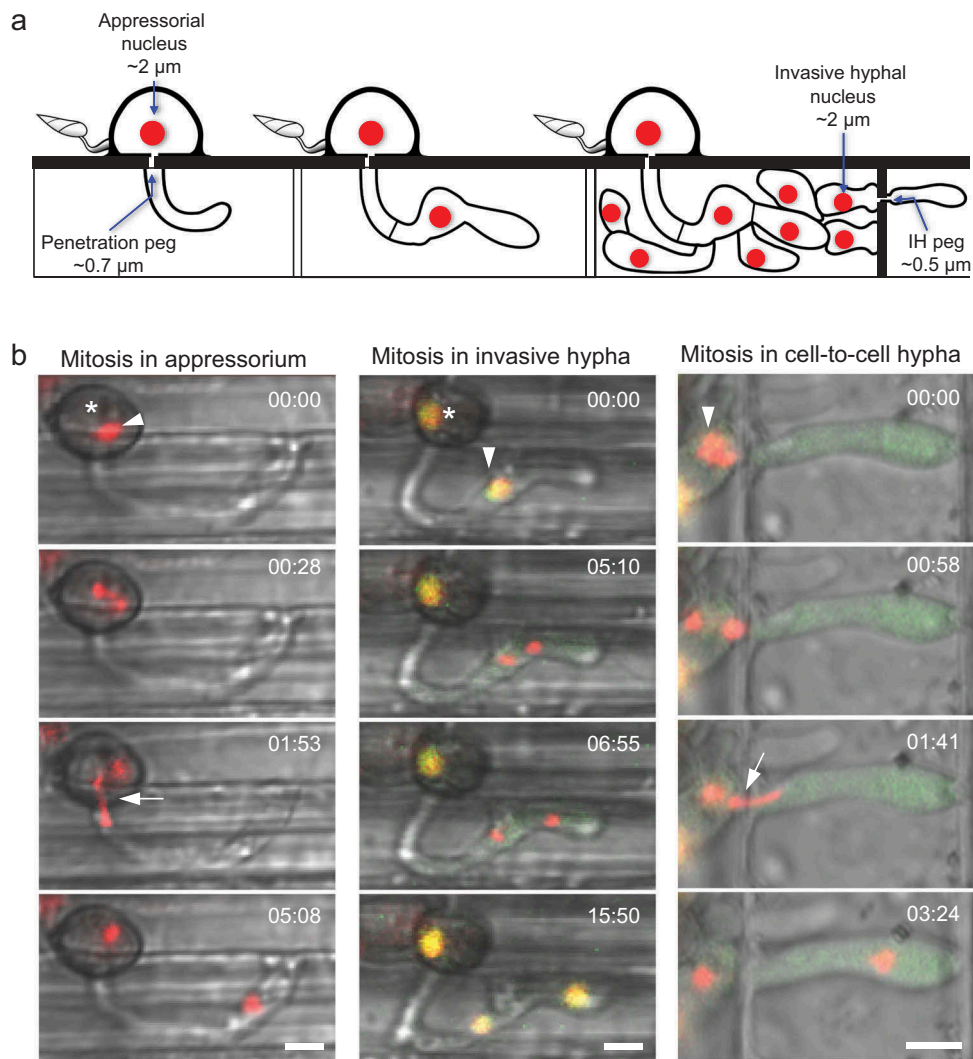 a
Appressorial
nucleus
~2 µm
Invasive hyphal
nucleus
~2 µm
Penetration peg
~0.7 µm
IH peg
~0.5 µm
b
Mitosis in appressorium
Mitosis in invasive hypha
Mitosis in cell-to-cell hypha
00:00
*
00:28
01:53
05:08
00:00
*
05:10
06:55
15:50
00:00
00:58
01:41
03:24